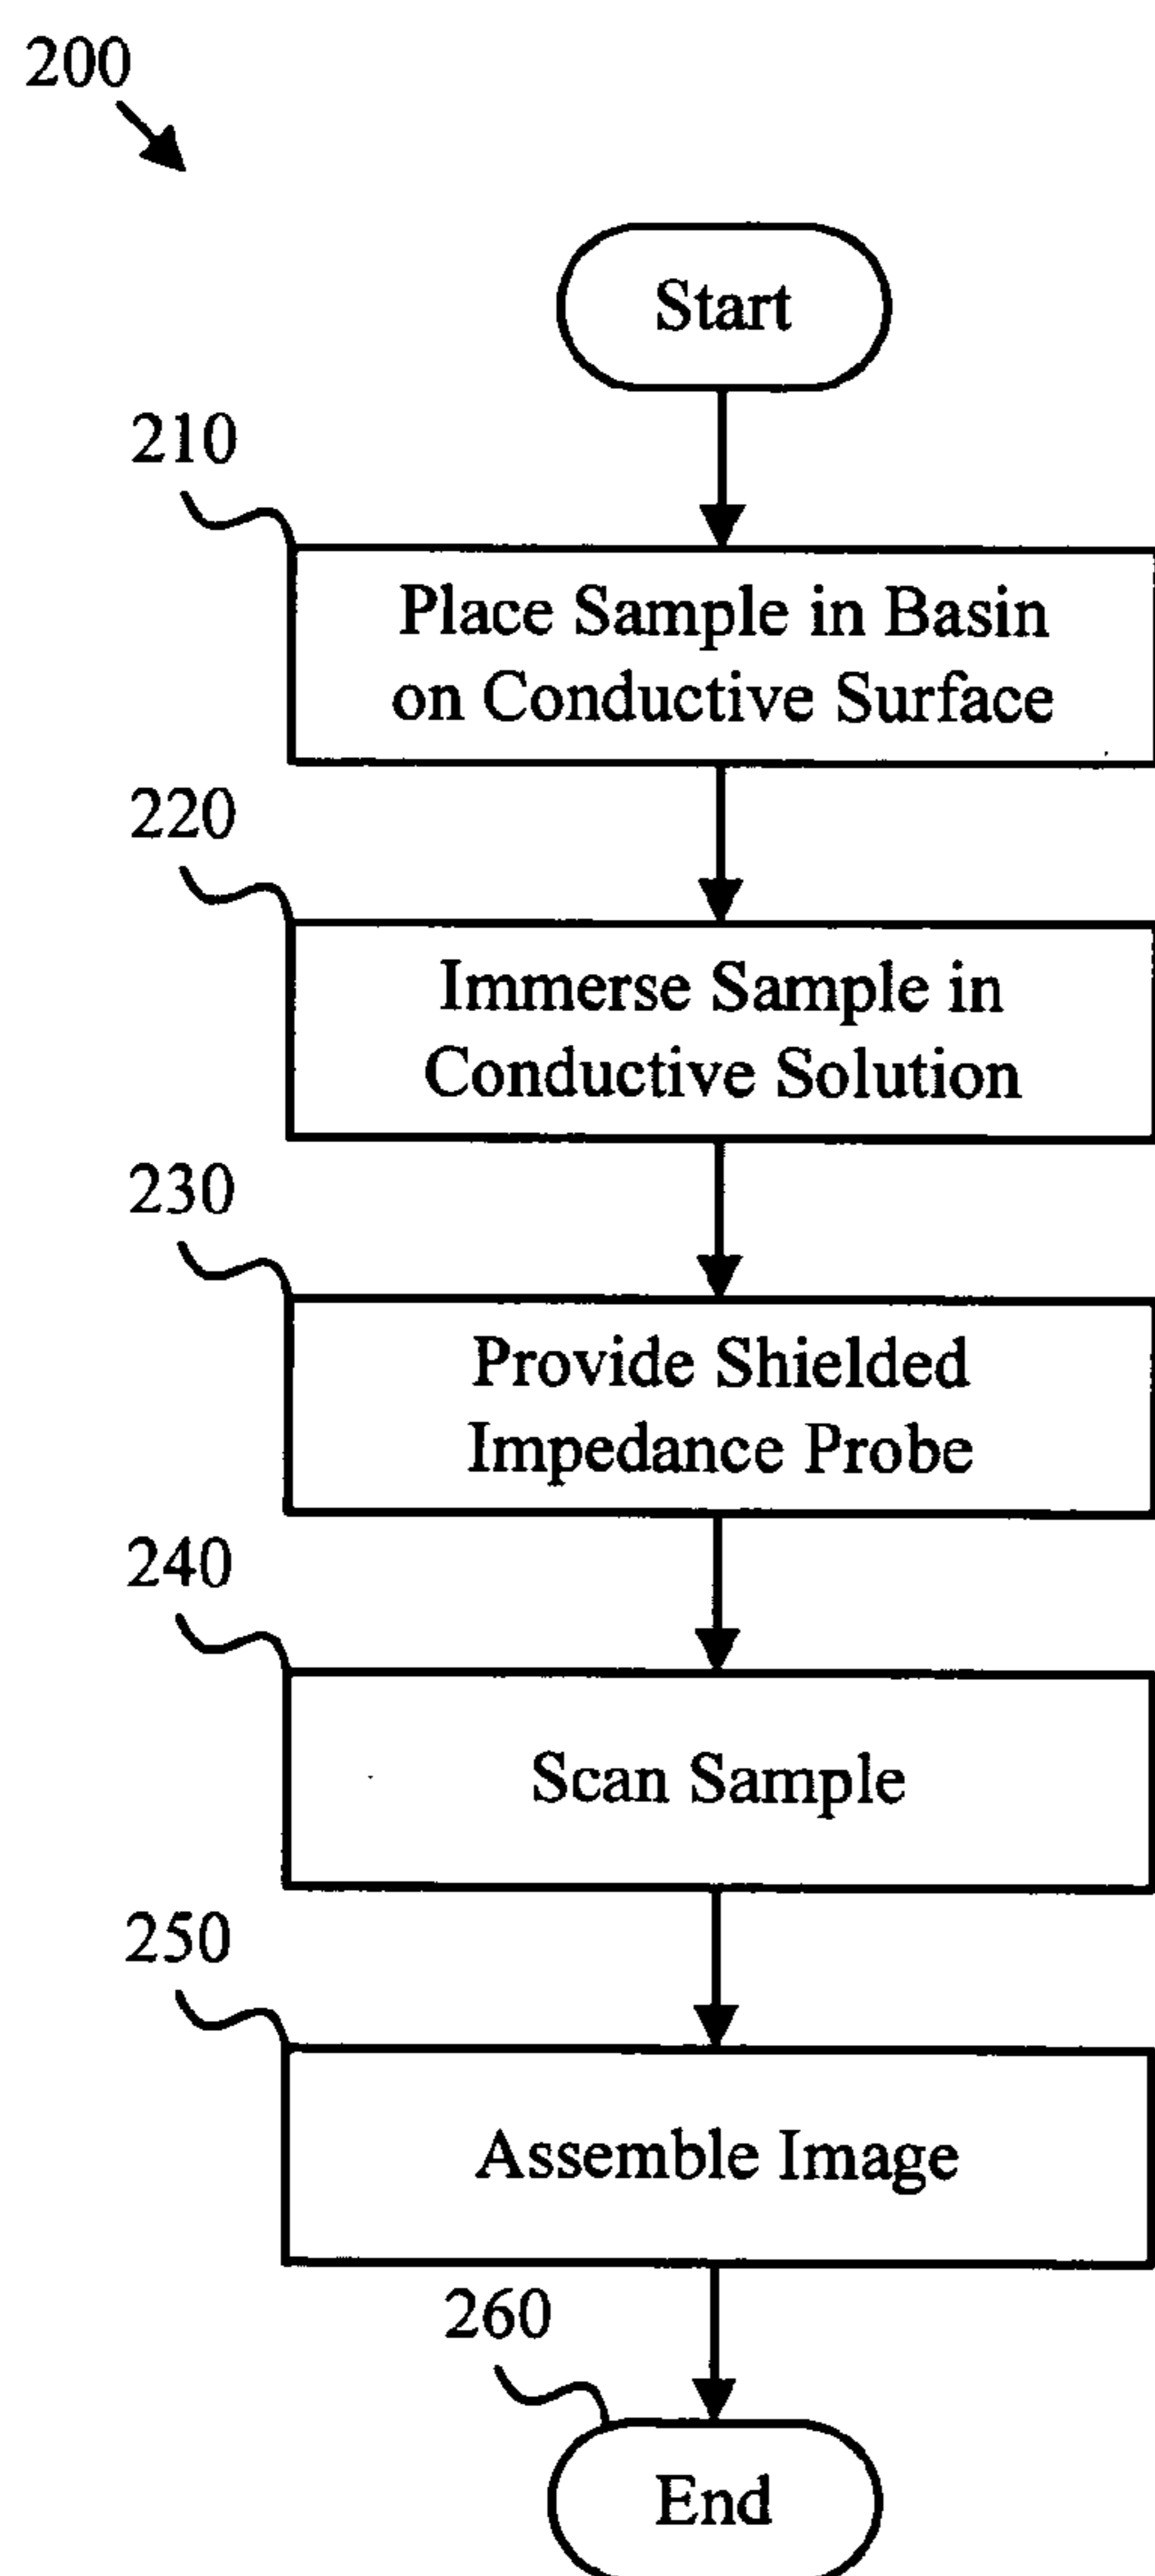 200
Start
210
Place Sample in Basin
on Conductive Surface
220
Immerse Sample in
Conductive Solution
230
Provide Shielded
Impedance Probe
240
Scan Sample
250
Assemble Image
260
End